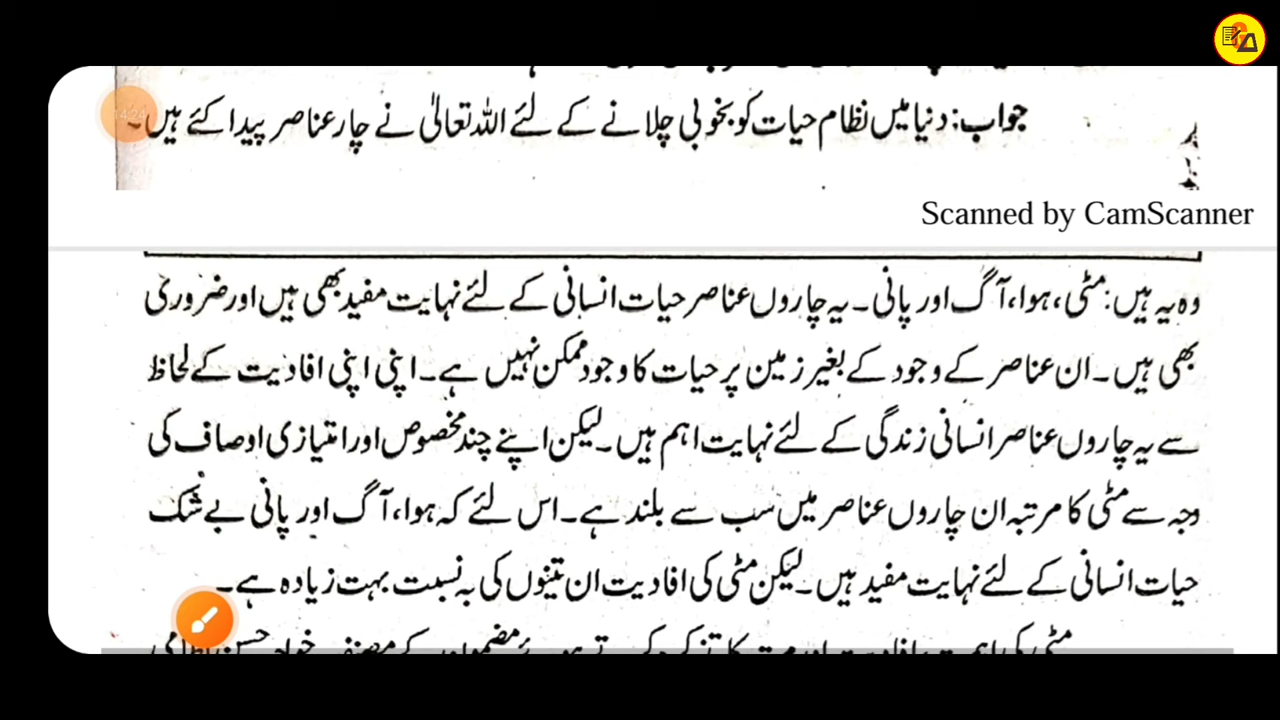 جواب: دنیا میں نظام حیات کو بخوبی چلانے کے لئے اللہ تعالیٰ نے چار عناصر پیدا کئے ہیں۔
Scanned by CamScanner
وہ یہ ہیں: مٹی، ہوا، آگ اور پانی۔ یہ چاروں عناصر حیات انسانی کے لئے نہایت مفید بھی ہیں اور ضروری
بھی ہیں۔ ان عناصر کے وجود کے بغیر زمین پر حیات کا وجود ممکن نہیں ہے۔ اپنی اپنی افادیت کے لحاظ
سے یہ چاروں عناصر انسانی زندگی کے لئے نہایت اہم ہیں۔ لیکن اپنے چند مخصوص اور امتیازی اوصاف کی
وجہ سے مٹی کا مرتبہ ان چاروں عناصر میں سب سے بلند ہے۔ اس لئے کہ ہوا، آگ اور پانی بے شک
حیات انسانی کے لئے نہایت مفید ہیں۔ لیکن مٹی کی افادیت ان تینوں کی بہ نسبت بہت زیادہ ہے۔